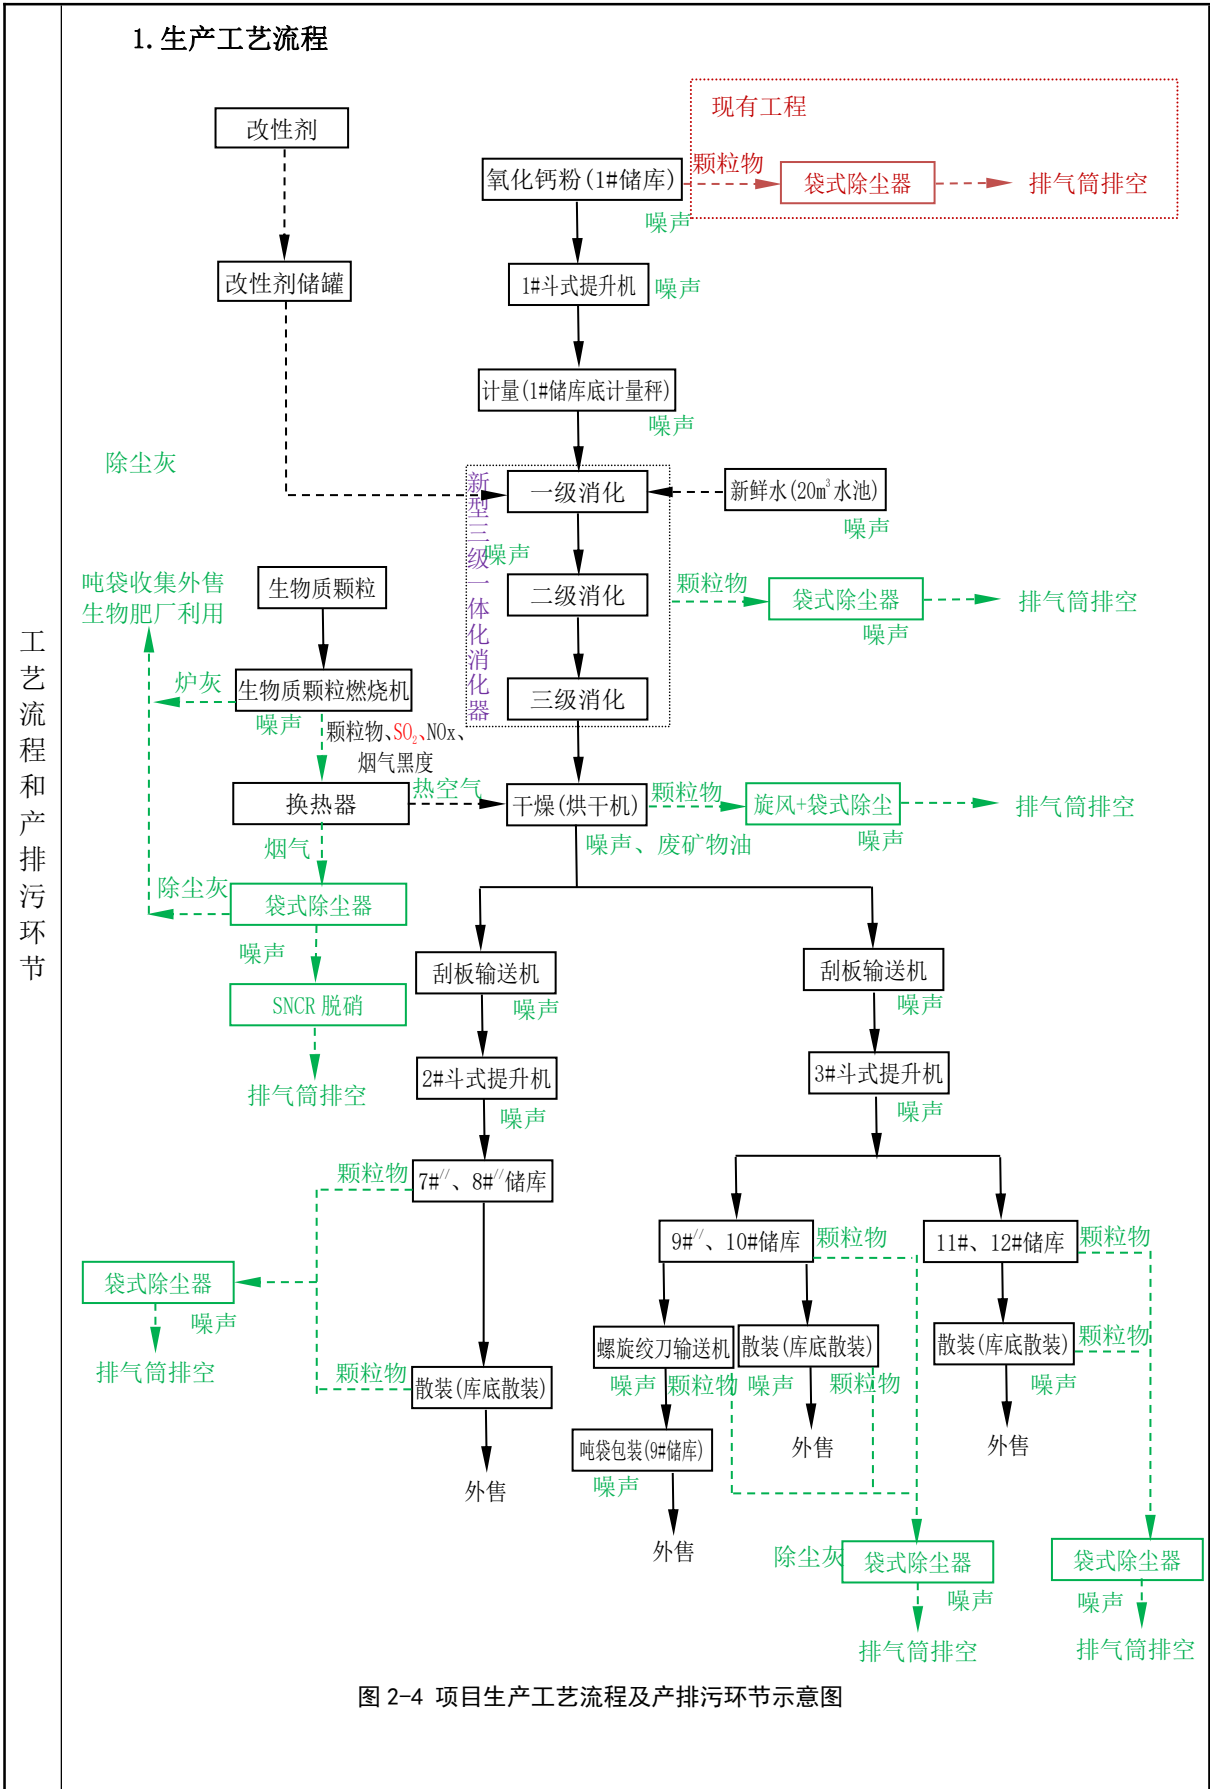 1.生产工艺流程
现有工程
改性剂
颗粒物
氧化钙粉(1#储库)
袋式除尘器
排气筒排空
噪声
改性剂储罐
1#斗式提升机
噪声
计量(1#储库底计量秤)
噪声
除尘灰
新型三级一体化消化器
一级消化
新鲜水(20m³水池)
噪声
噪声
吨袋收集外售
生物肥厂利用
生物质颗粒
二级消化
颗粒物
袋式除尘器
排气筒排空
噪声
工艺流程和产排污环节
炉灰
生物质颗粒燃烧机
三级消化
噪声
颗粒物、SO₂、NOx、
烟气黑度
换热器
热空气
干燥(烘干机)
颗粒物
旋风+袋式除尘
排气筒排空
噪声
噪声、废矿物油
烟气
除尘灰
袋式除尘器
噪声
刮板输送机
噪声
刮板输送机
噪声
SNCR 脱硝
排气筒排空
2#斗式提升机
噪声
3#斗式提升机
噪声
颗粒物
7#″、8#″储库
9#″、10#储库
颗粒物
11#、12#储库
颗粒物
袋式除尘器
噪声
排气筒排空
颗粒物
散装(库底散装)
外售
螺旋绞刀输送机
散装(库底散装)
散装(库底散装)
颗粒物
噪声
颗粒物
噪声
颗粒物
噪声
吨袋包装(9#储库)
噪声
外售
外售
外售
除尘灰
袋式除尘器
噪声
排气筒排空
袋式除尘器
噪声
排气筒排空
图 2-4 项目生产工艺流程及产排污环节示意图